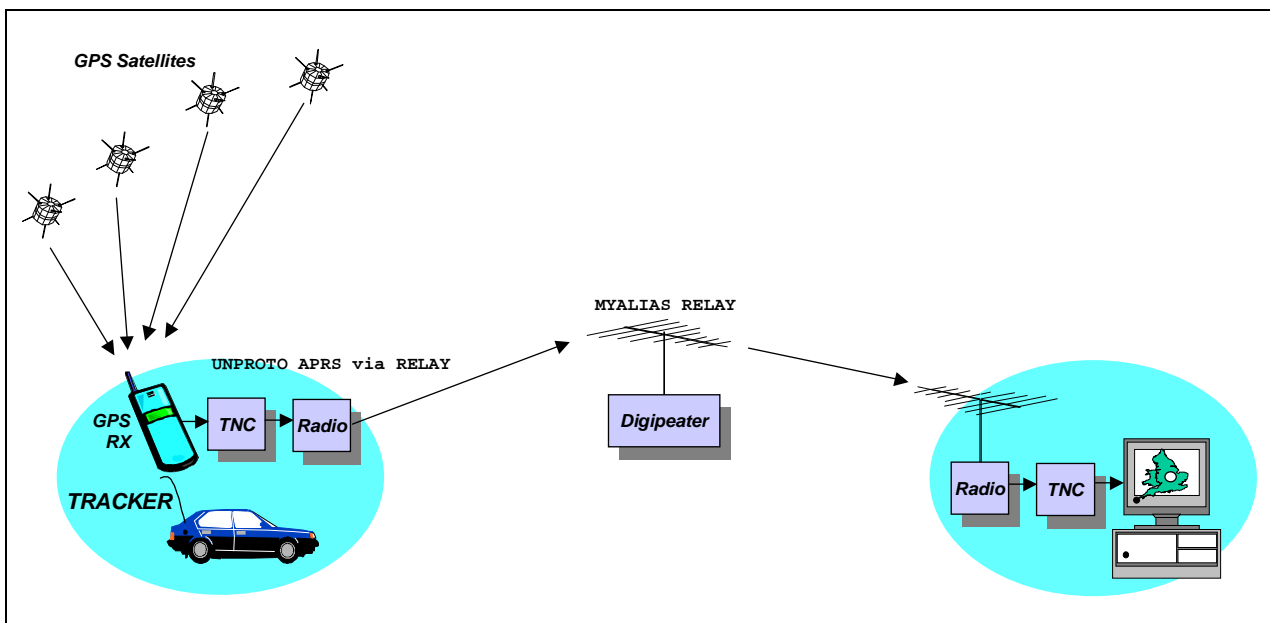 GPS Satellites
MYALIAS RELAY
UNPROTO APRS via RELAY
GPS
RX
TNC
Radio
Digipeater
TRACKER
Radio
TNC